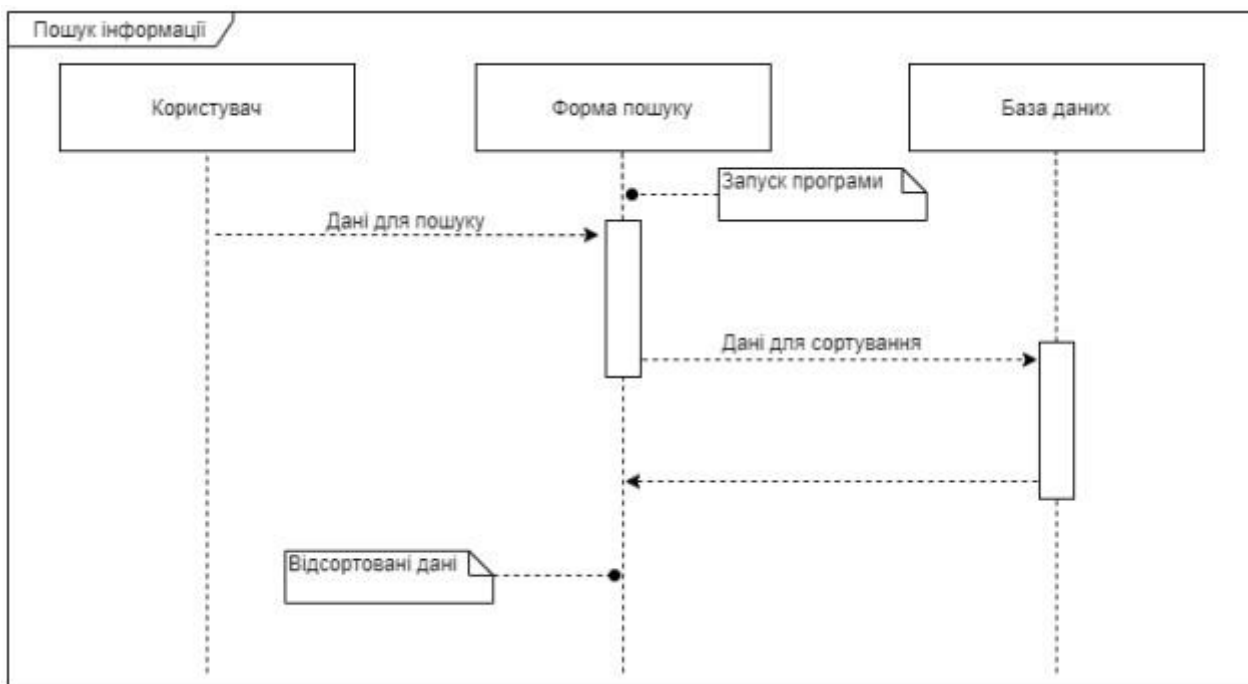 Пошук інформації
Користувач
Форма пошуку
База даних
Запуск програми
Дані для пошуку
Дані для сортування
Відсортовані дані